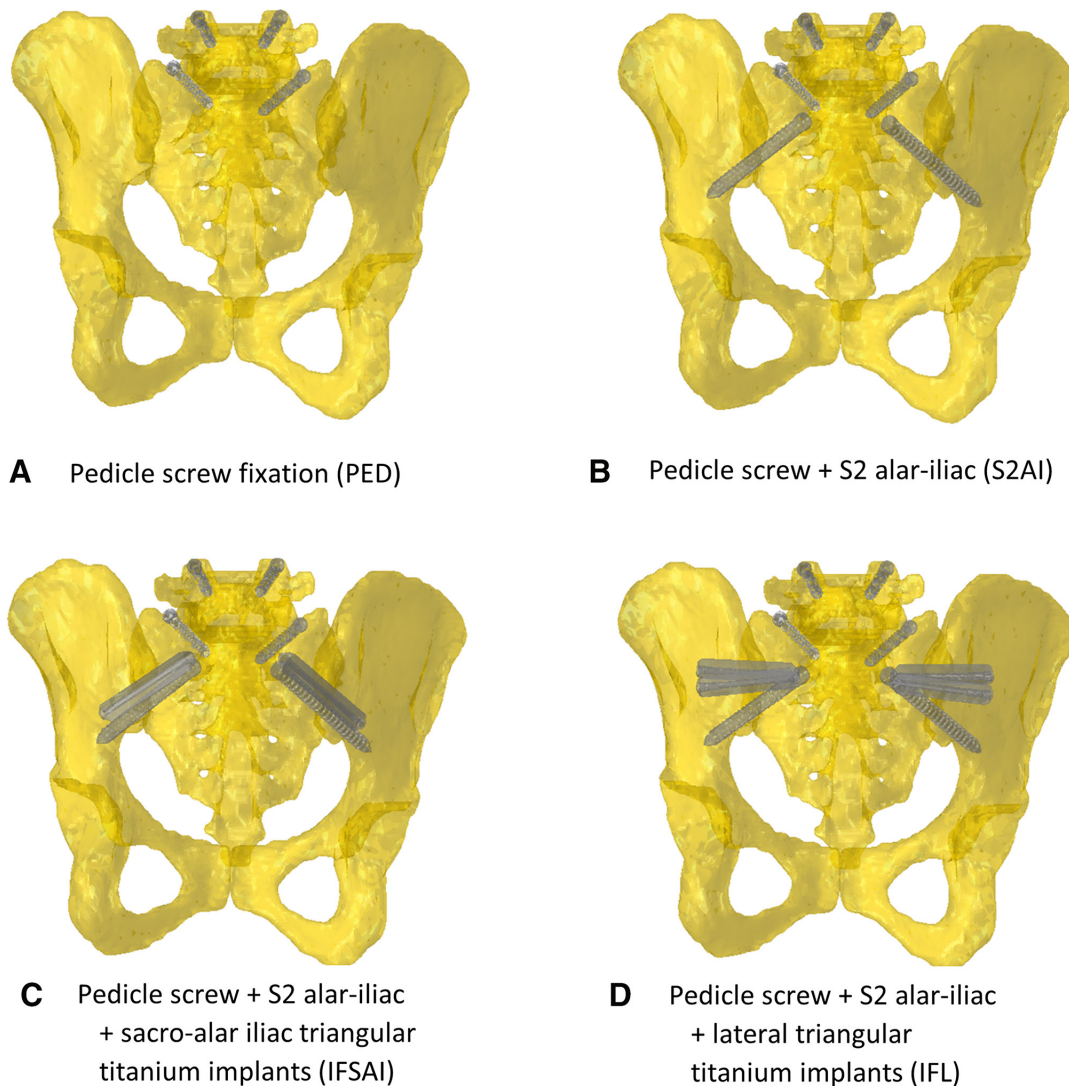 A Pedicle screw fixation (PED)
B Pedicle screw + S2 alar-iliac (S2AI)
C Pedicle screw + S2 alar-iliac
+ sacro-alar iliac triangular
titanium implants (IFSAI)
D Pedicle screw + S2 alar-iliac
+ lateral triangular
titanium implants (IFL)